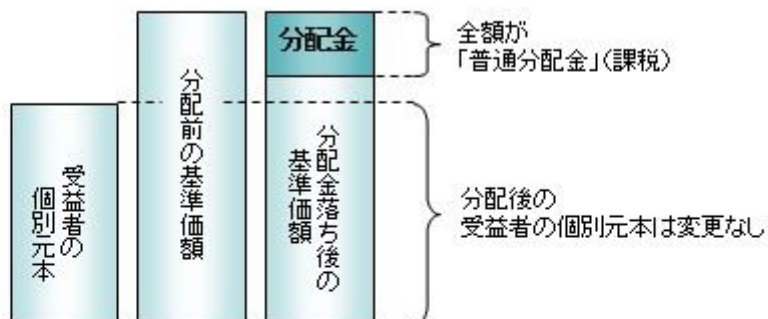 受益者の
個別元本
分配前の基準価額
分配金
分配金落ち後の
基準価額
全額が
「普通分配金」(課税)
分配後の
受益者の個別元本は変更なし